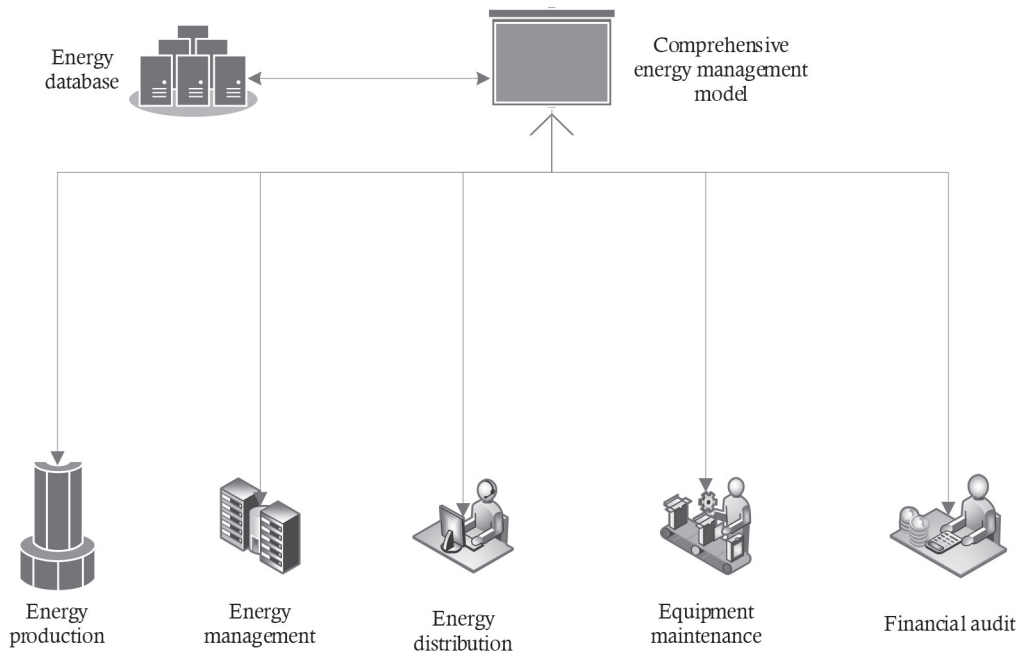 Energy
database
Comprehensive
energy management
model
Energy
production
Energy
management
Energy
distribution
Equipment
maintenance
Financial audit